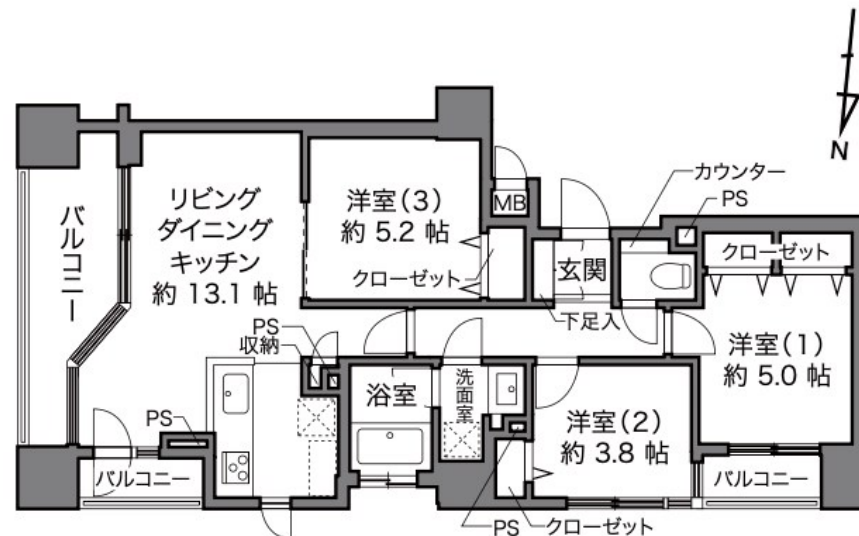 N
カウンター
PS
MB
リビング
ダイニング
キッチン
約 13.1 帖
バルコニー
洋室(3)
約 5.2 帖
クローゼット
玄関
下足入
クローゼット
洋室(1)
約 5.0 帖
PS
収納
PS
浴室
洗面室
洋室(2)
約 3.8 帖
PS
バルコニー
バルコニー
PS
クローゼット